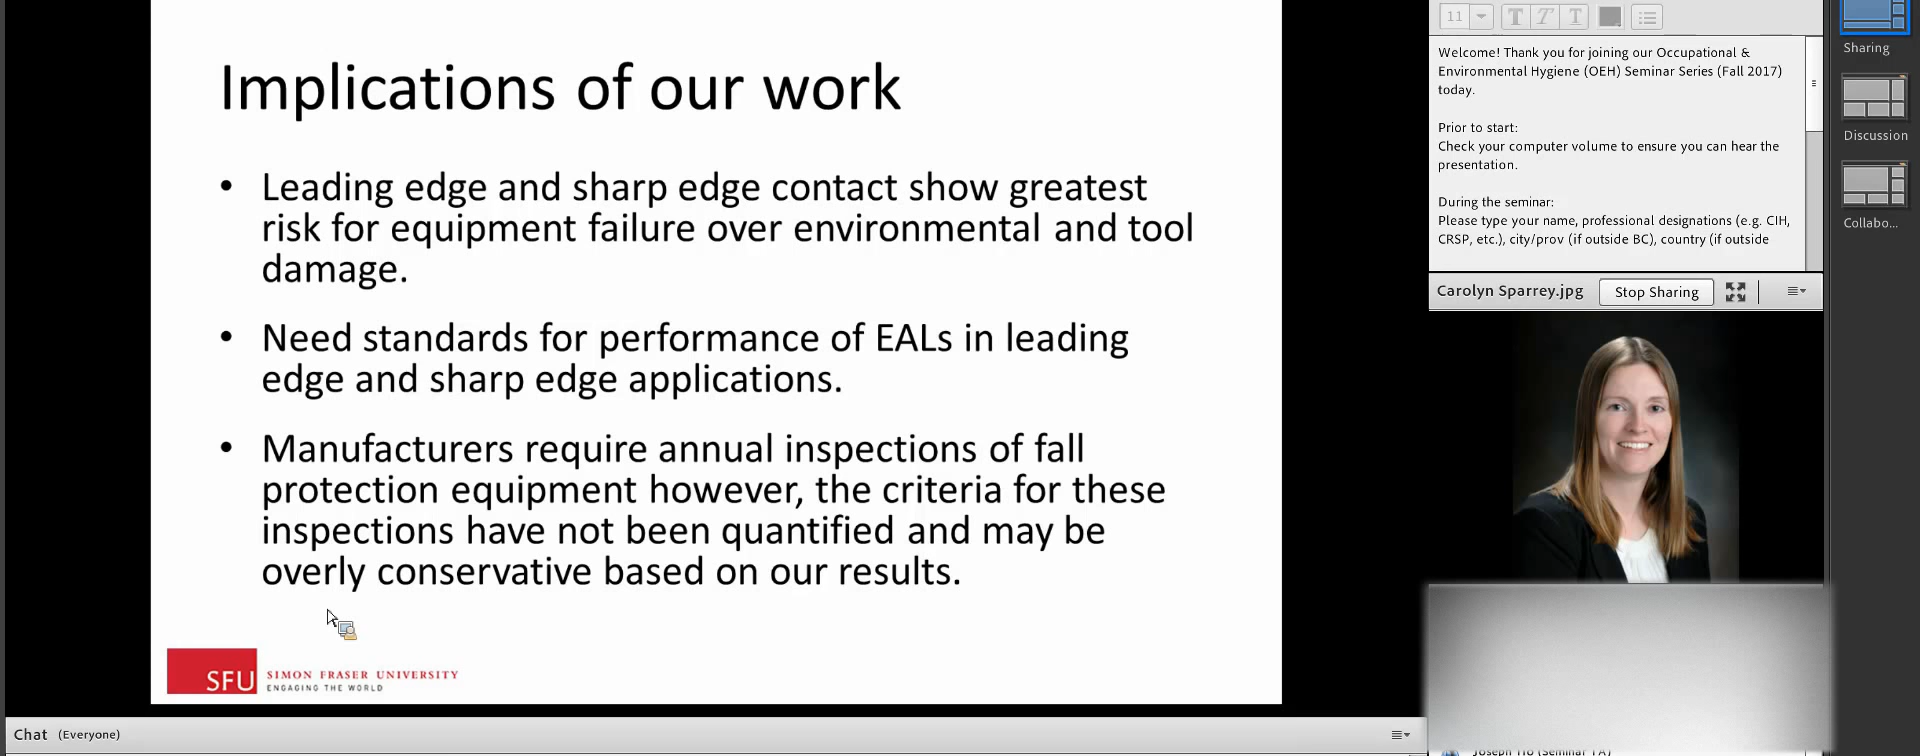 Implications of our work
• Leading edge and sharp edge contact show greatest
risk for equipment failure over environmental and tool
damage.
• Need standards for performance of EALs in leading
edge and sharp edge applications.
• Manufacturers require annual inspections of fall
protection equipment however, the criteria for these
inspections have not been quantified and may be
overly conservative based on our results.
SFU SIMON FRASER UNIVERSITY
ENGAGING THE WORLD
Chat (Everyone)
11 T T T
Welcome! Thank you for joining our Occupational &
Environmental Hygiene (OEH) Seminar Series (Fall 2017)
today.
Prior to start:
Check your computer volume to ensure you can hear the
presentation.
During the seminar:
Please type your name, professional designations (e.g. CIH,
CRSP, etc.), city/prov (if outside BC), country (if outside
Carolyn Sparrey.jpg Stop Sharing
Sharing
Discussion
Collabo...